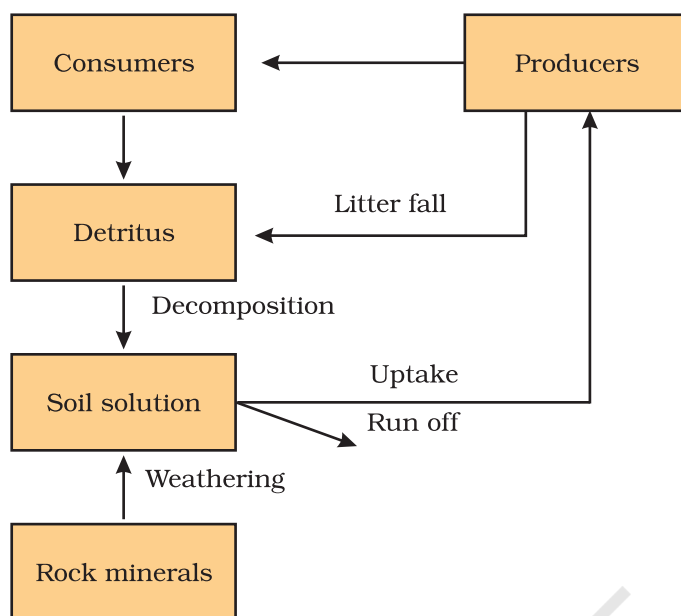 Consumers
Producers
Litter fall
Detritus
Decomposition
Uptake
Soil solution
Run off
Weathering
Rock minerals